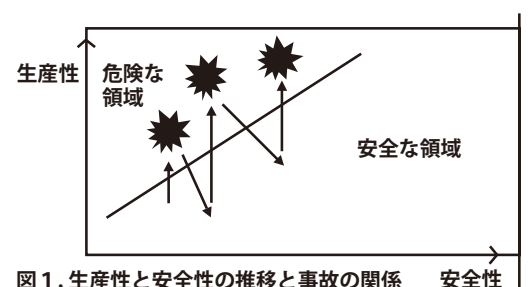 生産性
危険な
領域
安全な領域
図1.生産性と安全性の推移と事故の関係
安全性